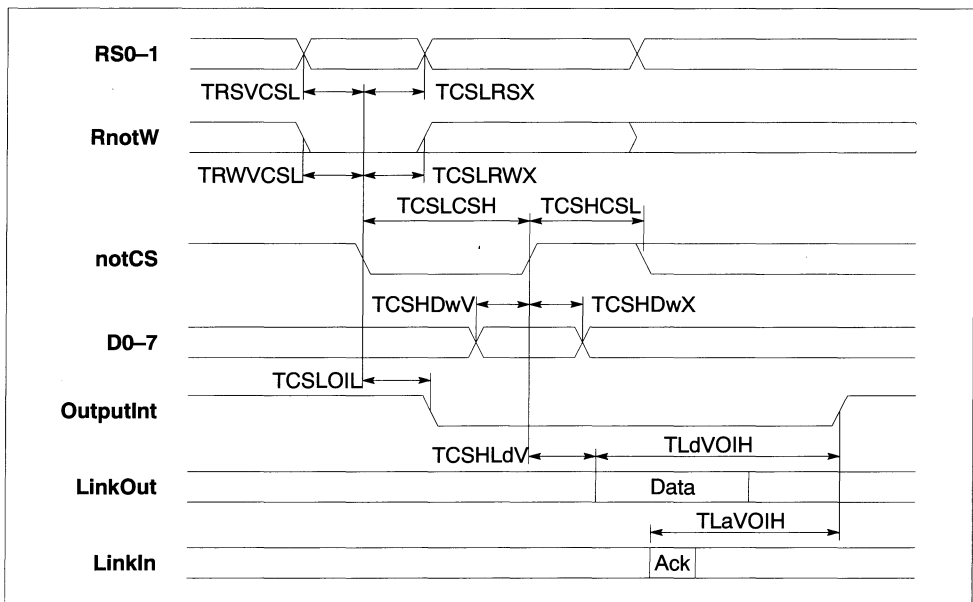 RS0–1
TRSVCSL TCSLRSX
RnotW
TRWVCSL TCSLRWX
TCSLCSH TCSHCSL
notCS
TCSHDwV TCSHDwX
D0–7
TCSLOIL
OutputInt
TCSHLdV TLdVOIH
LinkOut Data
TLaVOIH
LinkIn Ack